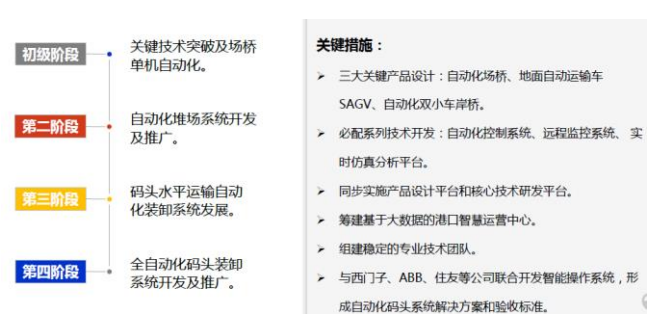 初级阶段
关键技术突破及场桥
单机自动化。
第二阶段
自动化堆场系统开发
及推广。
第三阶段
码头水平运输自动
化装卸系统发展。
第四阶段
全自动化码头装卸
系统开发及推广。
关键措施：
➢ 三大关键产品设计：自动化场桥、地面自动运输车
SAGV、自动化双小车岸桥。
➢ 必配系列技术开发：自动化控制系统、远程监控系统、 实
时仿真分析平台。
➢ 同步实施产品设计平台和核心技术研发平台。
➢ 筹建基于大数据的港口智慧运营中心。
➢ 组建稳定的专业技术团队。
➢ 与西门子、ABB、住友等公司联合开发智能操作系统，形
成自动化码头系统解决方案和验收标准。